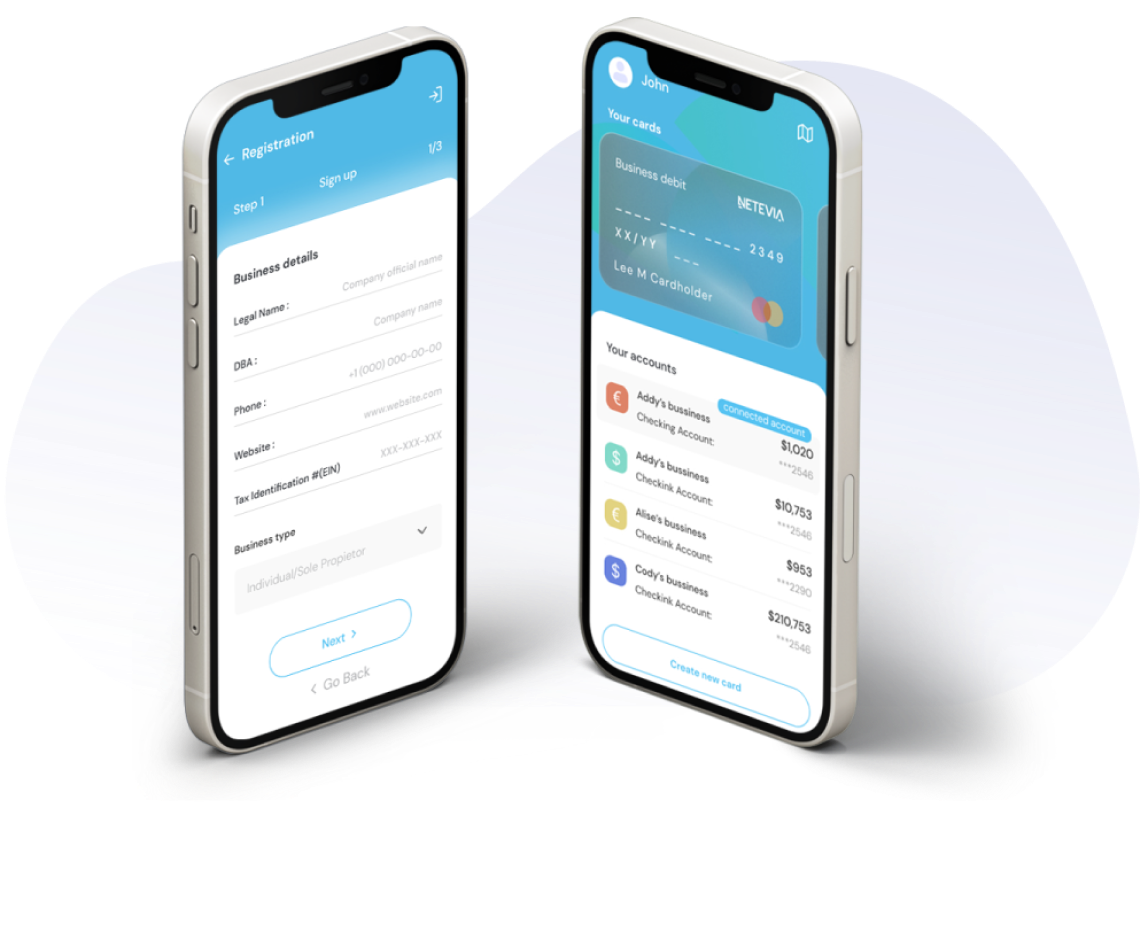 Registration
1/3
Sign up
Step 1
Business details
Legal Name :
Company official name
DBA :
Company name
Phone :
+1 (000) 000-00-00
Website :
www.website.com
Tax Identification #(EIN)
XXX-XXX-XXX
Business type
Individual/Sole Propietor
Next >
< Go Back
John
Your cards
Business debit
NETEVIA
_ _ _ _ _ _ _ _ _ _ _ _ 2349
XX/YY
_ _ _
Lee M Cardholder
Your accounts
€ Addy's bussiness
connected account
Checking Account:
$1,020
***2546
$ Addy's bussiness
Checkink Account:
$10,753
***2546
€ Alise's bussiness
Checkink Account:
$953
***2290
$ Cody's bussiness
Checkink Account:
$210,753
***2546
Create new card